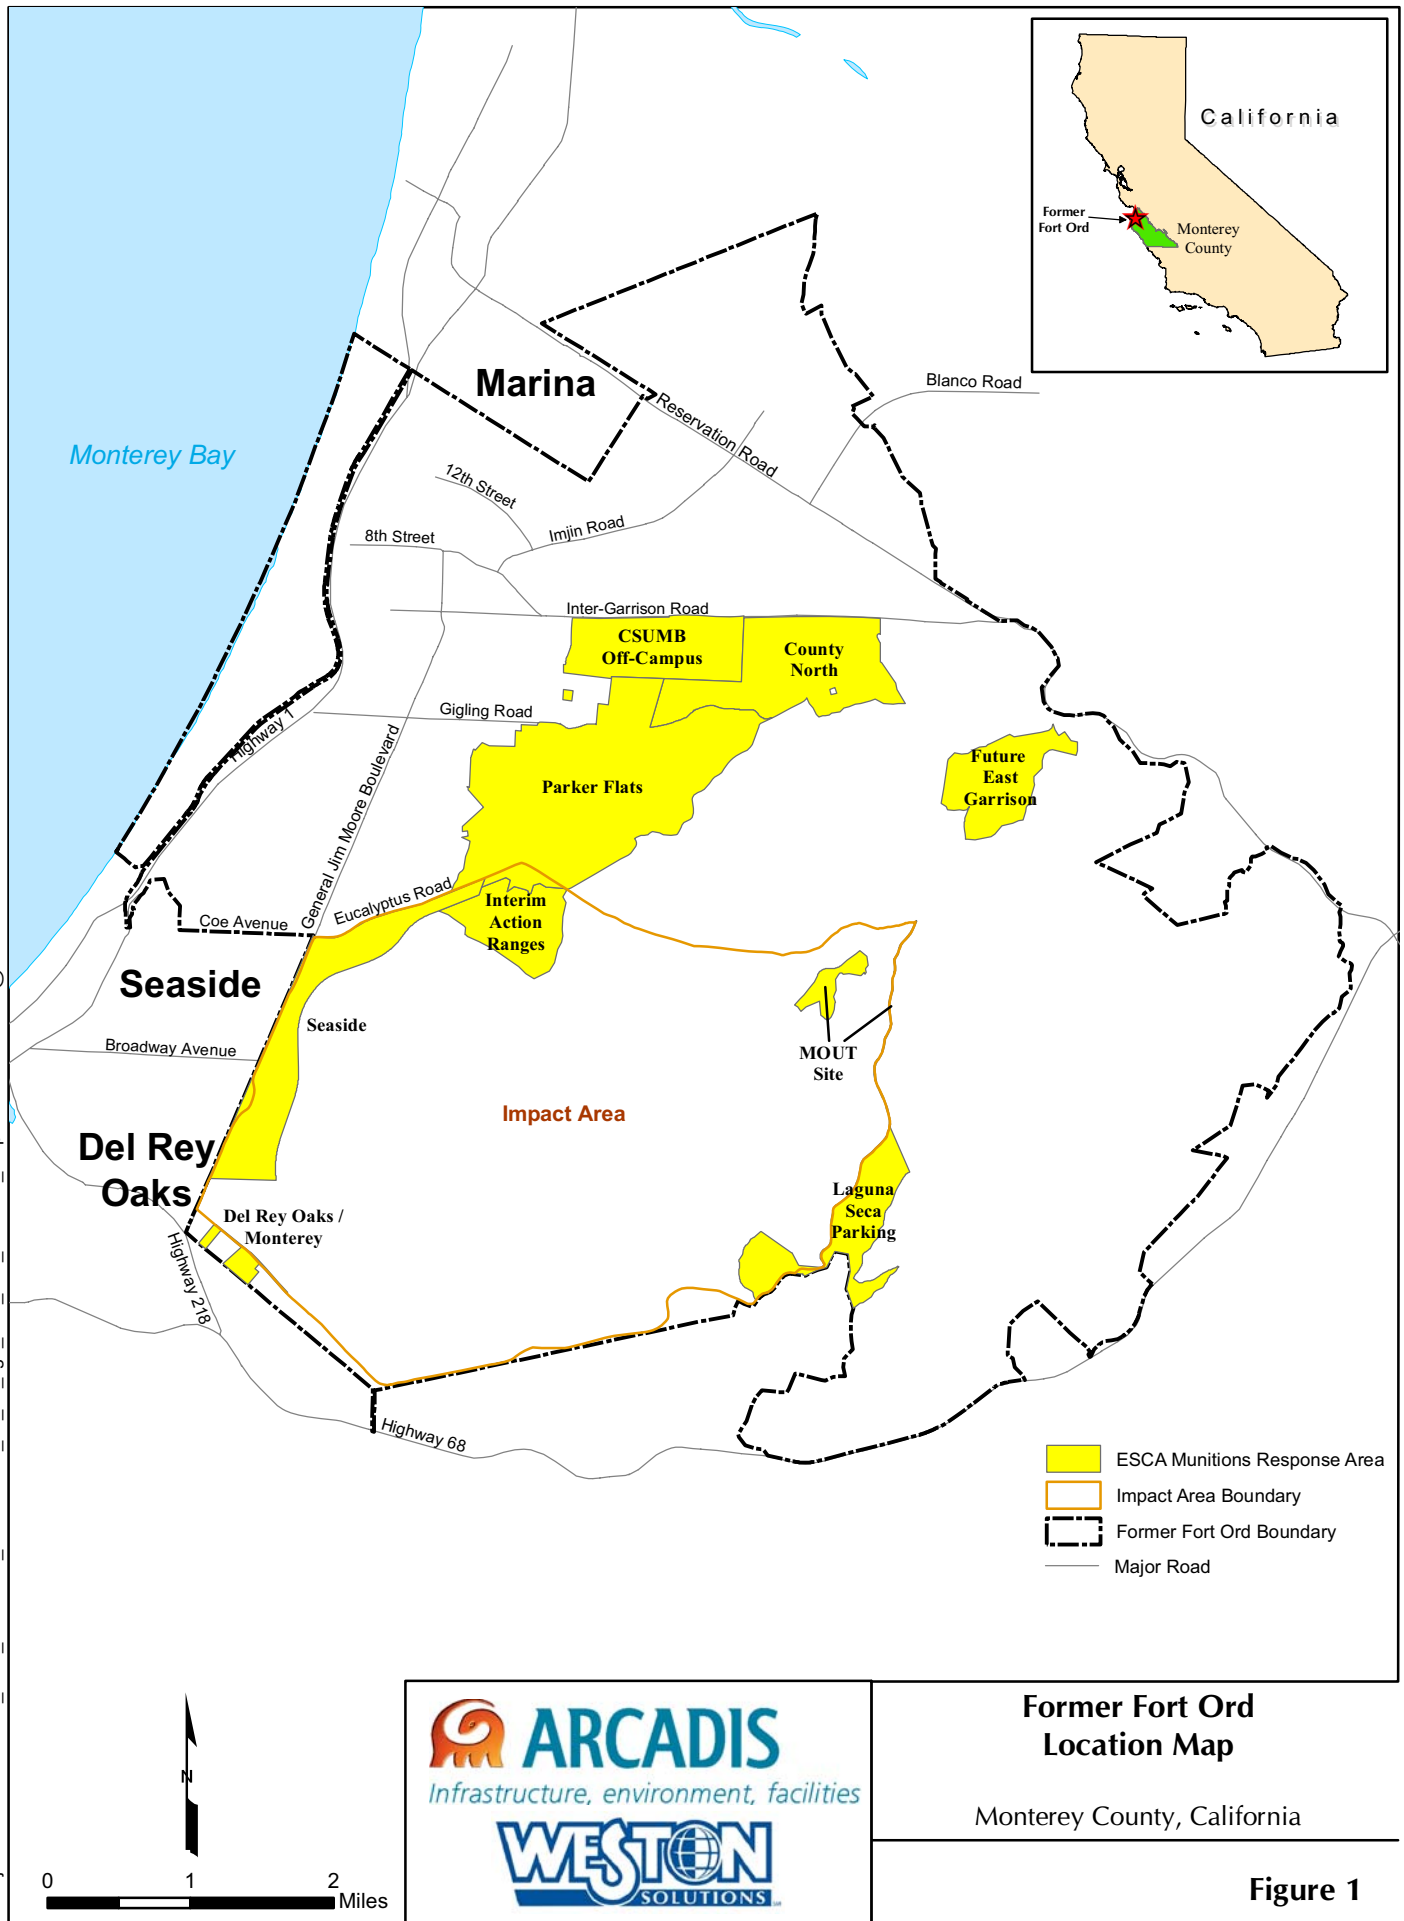 California
Former
Fort Ord
Monterey
County
Marina
Blanco Road
Reservation Road
Monterey Bay
12th Street
Imjin Road
8th Street
Inter-Garrison Road
CSUMB
Off-Campus
County
North
Gigling Road
Highway 1
General Jim Moore Boulevard
Future
East
Garrison
Parker Flats
Eucalyptus Road
Interim
Action
Ranges
Coe Avenue
Seaside
Seaside
Broadway Avenue
MOUT
Site
Impact Area
Del Rey
Oaks
Laguna
Seca
Parking
Del Rey Oaks /
Monterey
Highway 218
Highway 68
ESCA Munitions Response Area
Impact Area Boundary
Former Fort Ord Boundary
Major Road
N
0 1 2
Miles
ARCADIS
Infrastructure, environment, facilities
WESTON
SOLUTIONS
Former Fort Ord
Location Map
Monterey County, California
Figure 1